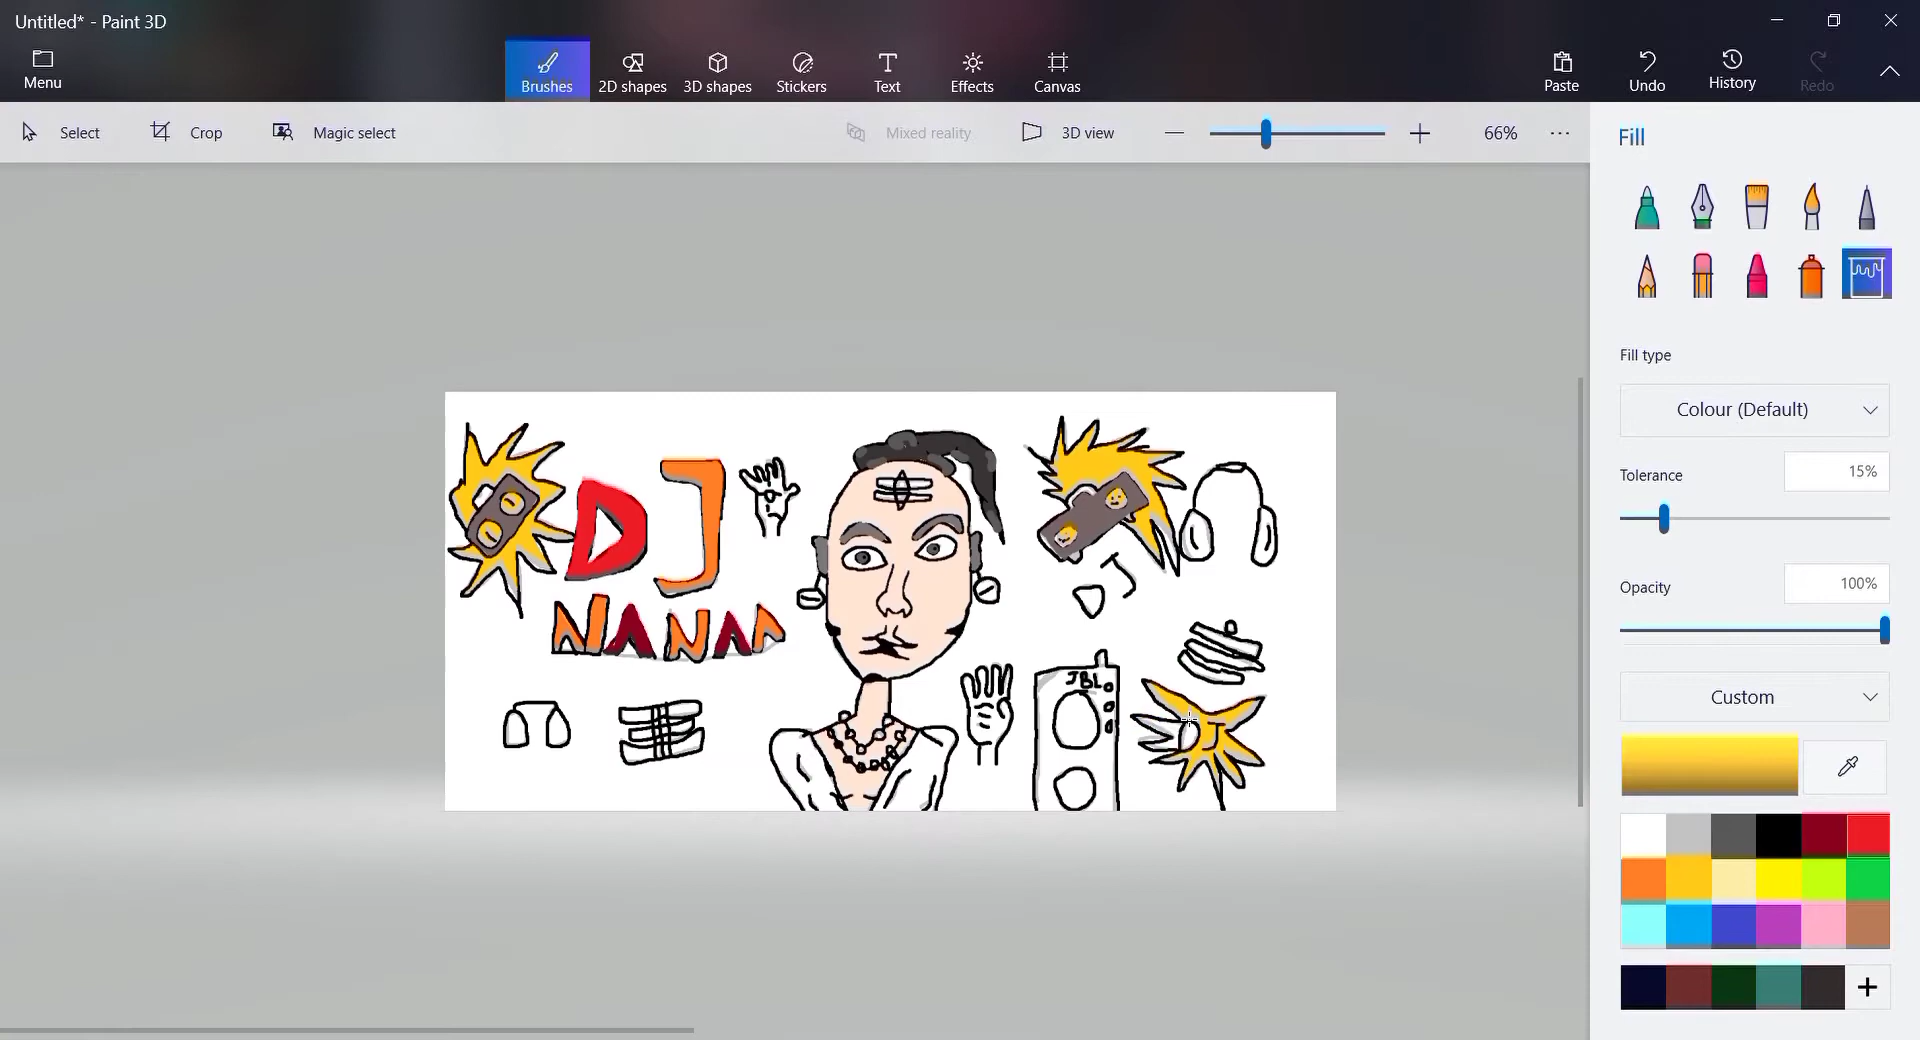 Untitled* - Paint 3D
Menu
Brushes
2D shapes
3D shapes
Stickers
Text
Effects
Canvas
Paste
Undo
History
Redo
Select
Crop
Magic select
Mixed reality
3D view
66%
Fill
Fill type
Colour (Default)
Tolerance
15%
Opacity
100%
Custom
DJ
NANAA
DJ
JBL